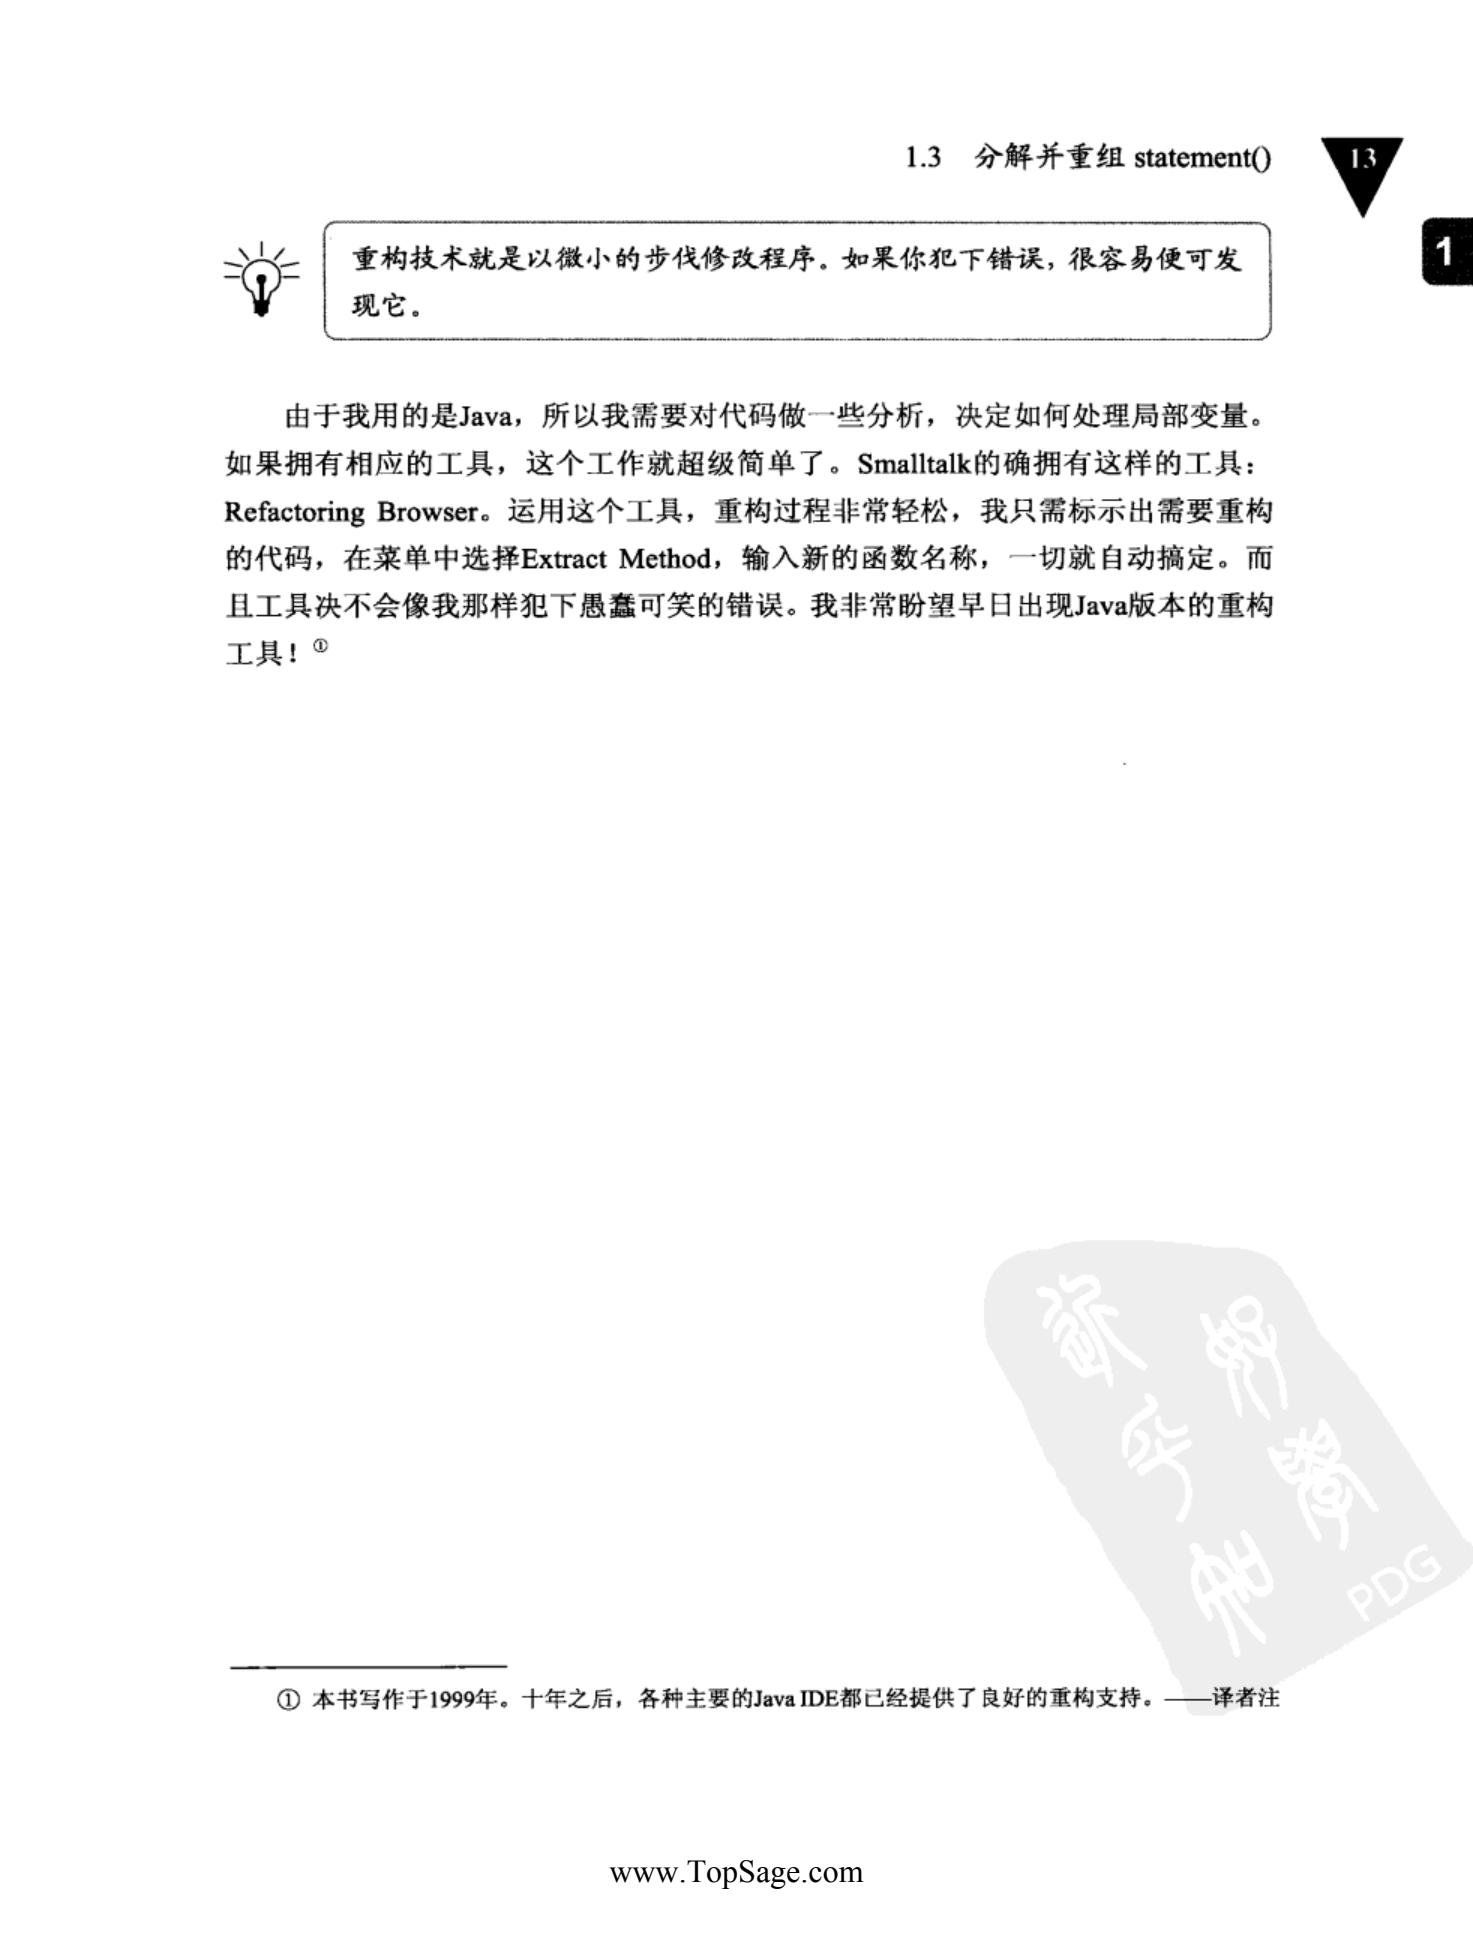 1.3 分解并重组 statement() 13
1
重构技术就是以微小的步伐修改程序。如果你犯下错误，很容易便可发
现它。
由于我用的是Java，所以我需要对代码做一些分析，决定如何处理局部变量。
如果拥有相应的工具，这个工作就超级简单了。Smalltalk的确拥有这样的工具：
Refactoring Browser。运用这个工具，重构过程非常轻松，我只需标示出需要重构
的代码，在菜单中选择Extract Method，输入新的函数名称，一切就自动搞定。而
且工具决不会像我那样犯下愚蠢可笑的错误。我非常盼望早日出现Java版本的重构
工具！①
PDG
① 本书写作于1999年。十年之后，各种主要的Java IDE都已经提供了良好的重构支持。——译者注
www.TopSage.com